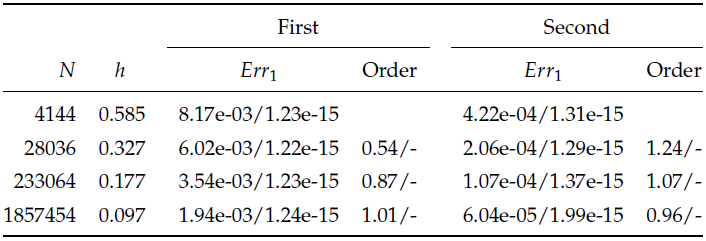 First Second
N h Err1 Order Err1 Order
4144 0.585 8.17e-03/1.23e-15 4.22e-04/1.31e-15
28036 0.327 6.02e-03/1.22e-15 0.54/- 2.06e-04/1.29e-15 1.24/-
233064 0.177 3.54e-03/1.23e-15 0.87/- 1.07e-04/1.37e-15 1.07/-
1857454 0.097 1.94e-03/1.24e-15 1.01/- 6.04e-05/1.99e-15 0.96/-